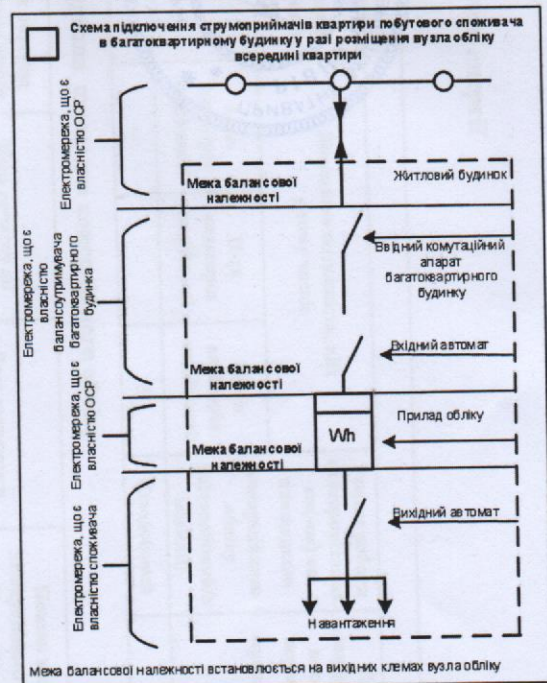 Схема підключення струмоприймачів квартири побутового споживача
в багатоквартирному будинку у разі розміщення вузла обліку
всередині квартири
Електромережа, що є
власністю ОСР
Житловий будинок
Межа балансової
належності
Електромережа, що є
власністю
балансоутримувача
багатоквартирного
будинка
Ввідний комутаційний
апарат
багатоквартирного
будинку
Вхідний автомат
Межа балансової
належності
Електромережа, що є
власністю ОСР
Wh
Прилад обліку
Межа балансової
належності
Електромережа, що є
власністю споживача
Вихідний автомат
Навантаження
Межа балансової належності встановлюється на вихідних клемах вузла обліку